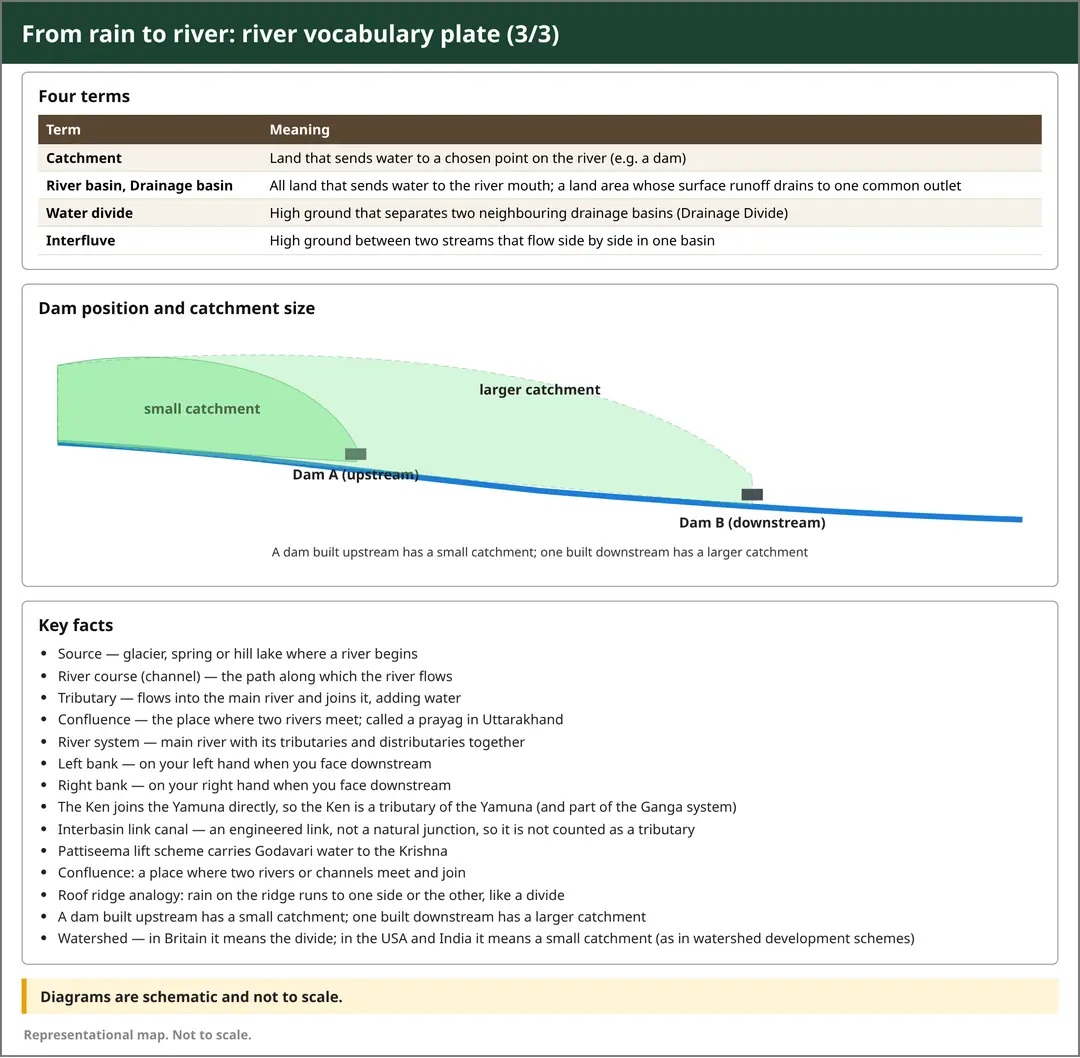 From rain to river: river vocabulary plate (3/3)
Four terms
Term Meaning
Catchment Land that sends water to a chosen point on the river (e.g. a dam)
River basin, Drainage basin All land that sends water to the river mouth; a land area whose surface runoff drains to one common outlet
Water divide High ground that separates two neighbouring drainage basins (Drainage Divide)
Interfluve High ground between two streams that flow side by side in one basin
Dam position and catchment size
larger catchment
small catchment
Dam A (upstream)
Dam B (downstream)
A dam built upstream has a small catchment; one built downstream has a larger catchment
Key facts
• Source — glacier, spring or hill lake where a river begins
• River course (channel) — the path along which the river flows
• Tributary — flows into the main river and joins it, adding water
• Confluence — the place where two rivers meet; called a prayag in Uttarakhand
• River system — main river with its tributaries and distributaries together
• Left bank — on your left hand when you face downstream
• Right bank — on your right hand when you face downstream
• The Ken joins the Yamuna directly, so the Ken is a tributary of the Yamuna (and part of the Ganga system)
• Interbasin link canal — an engineered link, not a natural junction, so it is not counted as a tributary
• Pattiseema lift scheme carries Godavari water to the Krishna
• Confluence: a place where two rivers or channels meet and join
• Roof ridge analogy: rain on the ridge runs to one side or the other, like a divide
• A dam built upstream has a small catchment; one built downstream has a larger catchment
• Watershed — in Britain it means the divide; in the USA and India it means a small catchment (as in watershed development schemes)
Diagrams are schematic and not to scale.
Representational map. Not to scale.